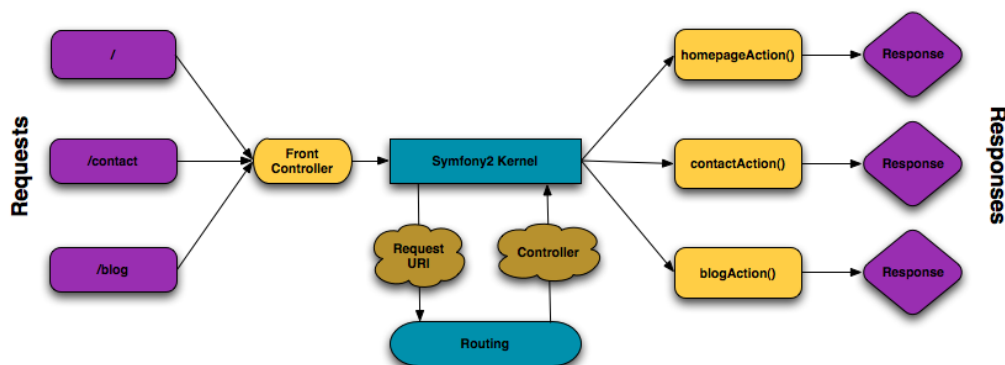 Requests
/
/contact
/blog
Front
Controller
Symfony2 Kernel
Request
URI
Controller
Routing
homepageAction()
contactAction()
blogAction()
Response
Response
Response
Responses